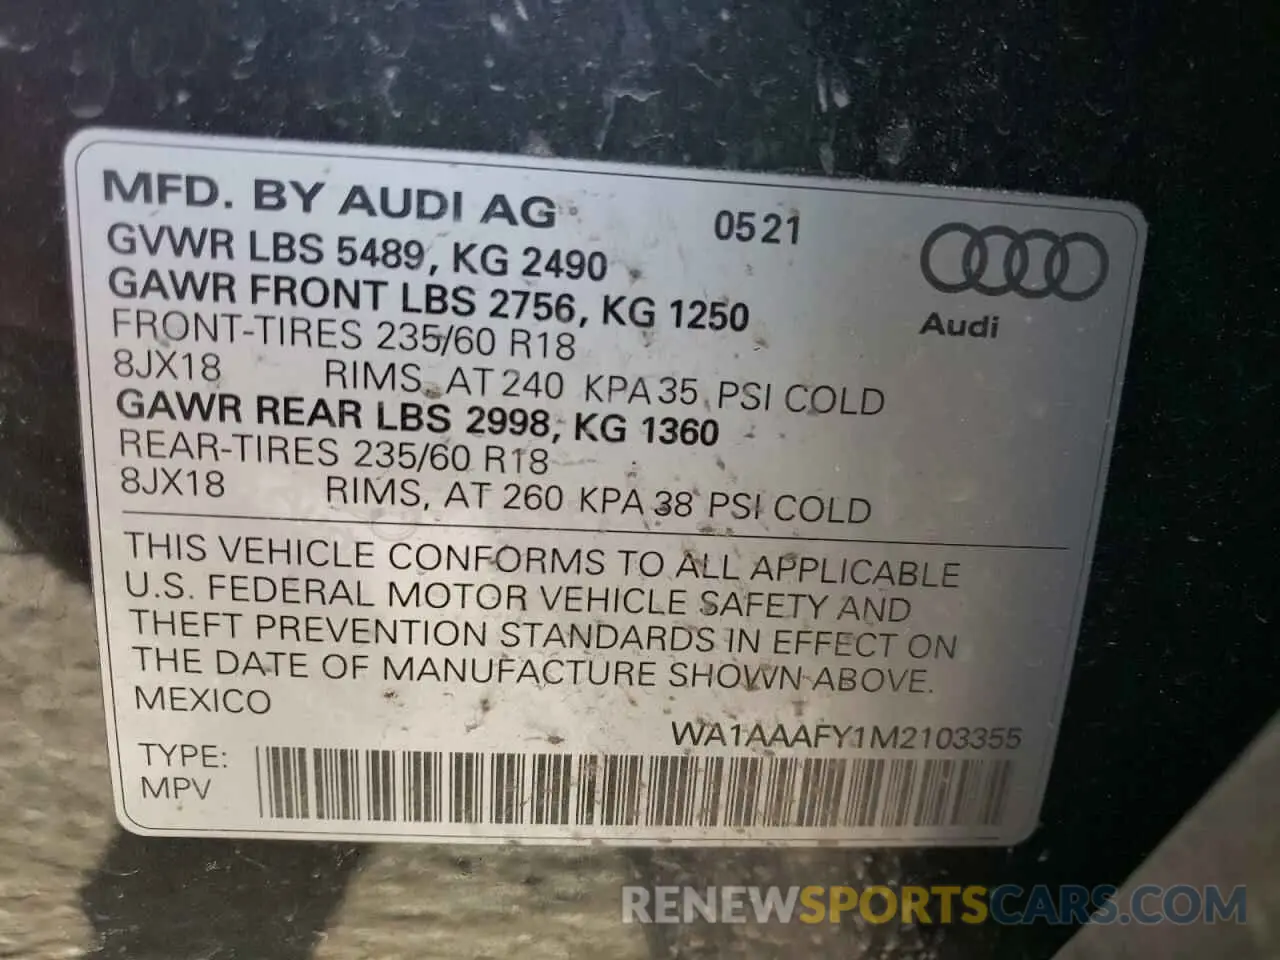 MFD. BY AUDI AG 0521
GVWR LBS 5489, KG 2490
GAWR FRONT LBS 2756, KG 1250
Audi
FRONT-TIRES 235/60 R18
8JX18 RIMS, AT 240 KPA 35 PSI COLD
GAWR REAR LBS 2998, KG 1360
REAR-TIRES 235/60 R18
8JX18 RIMS, AT 260 KPA 38 PSI COLD
THIS VEHICLE CONFORMS TO ALL APPLICABLE
U.S. FEDERAL MOTOR VEHICLE SAFETY AND
THEFT PREVENTION STANDARDS IN EFFECT ON
THE DATE OF MANUFACTURE SHOWN ABOVE.
MEXICO
WA1AAAFY1M2103355
TYPE:
MPV
RENEWSPORTSCARS.COM